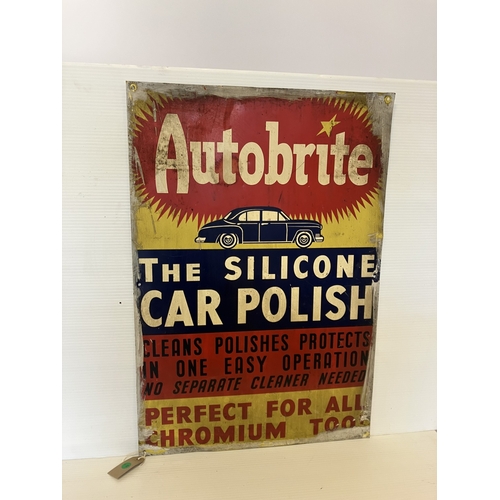 Autobrite
THE SILICONE
CAR POLISH
CLEANS POLISHES PROTECTS
IN ONE EASY OPERATION
NO SEPARATE CLEANER NEEDED
PERFECT FOR ALL
CHROMIUM TOO